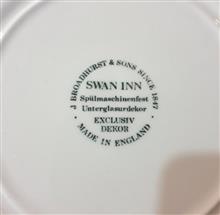 J BROADHURST & SONS SINCE 1847
SWAN INN
Spülmaschinenfest
Unterglasurdekor
EXCLUSIV
DEKOR
• MADE IN ENGLAND •